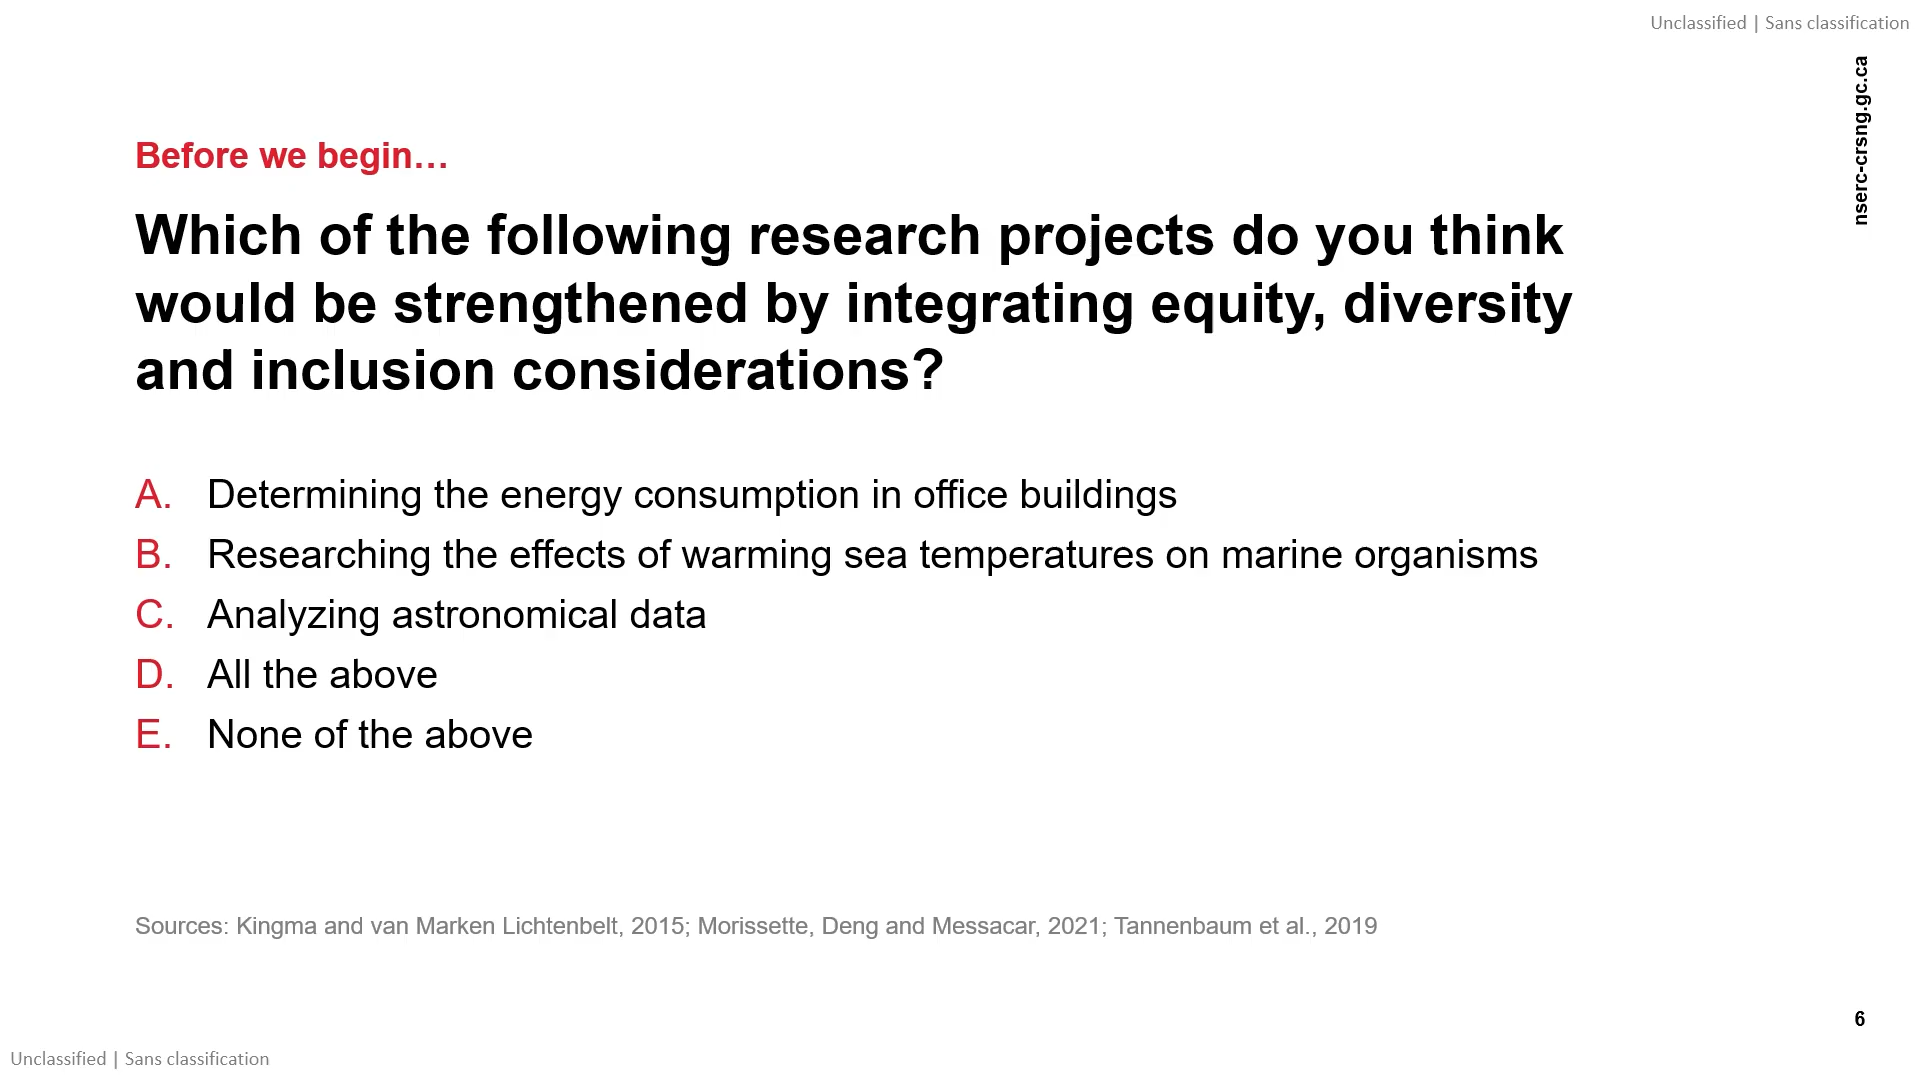 Unclassified | Sans classification
nserc-crsng.gc.ca
Before we begin…
Which of the following research projects do you think
would be strengthened by integrating equity, diversity
and inclusion considerations?
A. Determining the energy consumption in office buildings
B. Researching the effects of warming sea temperatures on marine organisms
C. Analyzing astronomical data
D. All the above
E. None of the above
Sources: Kingma and van Marken Lichtenbelt, 2015; Morissette, Deng and Messacar, 2021; Tannenbaum et al., 2019
6
Unclassified | Sans classification